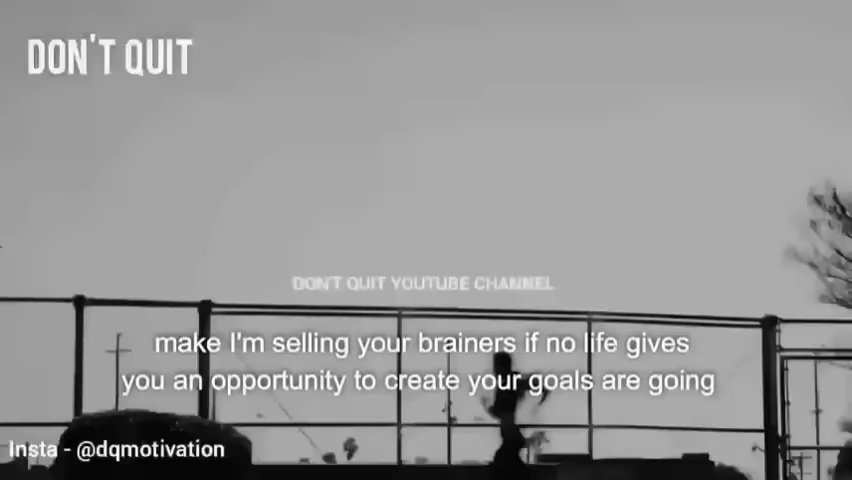 DON'T QUIT
DON'T QUIT YOUTUBE CHANNEL
make I'm selling your brainers if no life gives
you an opportunity to create your goals are going
Insta - @dqmotivation